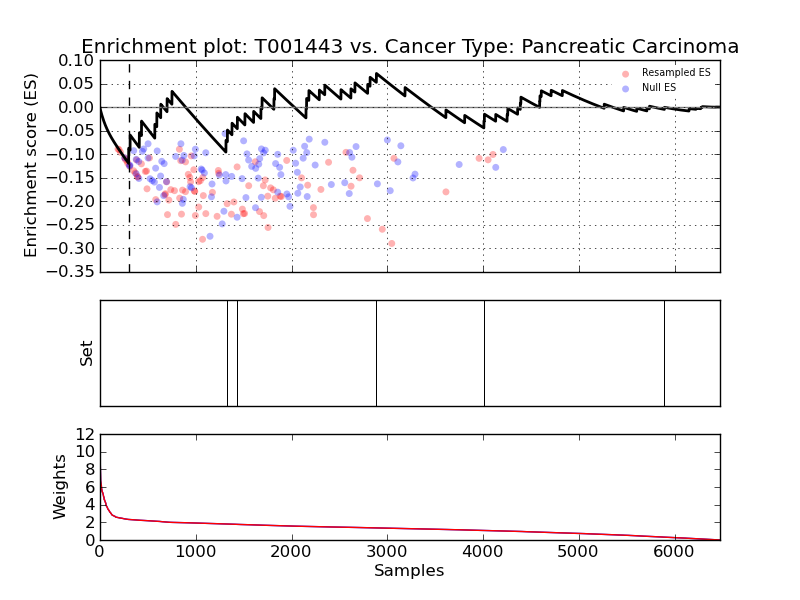 Enrichment plot: T001443 vs. Cancer Type: Pancreatic Carcinoma
0.10
0.05
0.00
−0.05
−0.10
−0.15
−0.20
−0.25
−0.30
−0.35
Enrichment score (ES)
Resampled ES
Null ES
Set
12
10
8
6
4
2
0
Weights
0 1000 2000 3000 4000 5000 6000
Samples